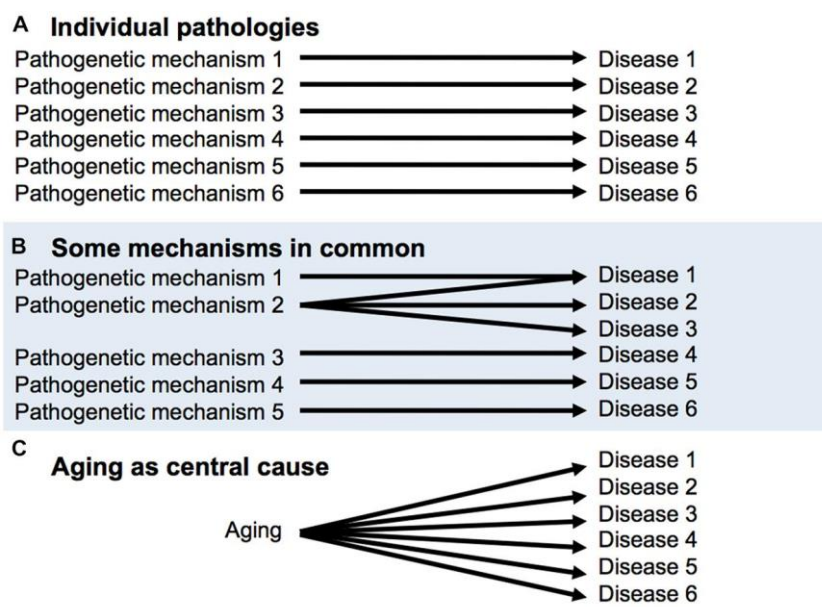 A Individual pathologies
Pathogenetic mechanism 1 Disease 1
Pathogenetic mechanism 2 Disease 2
Pathogenetic mechanism 3 Disease 3
Pathogenetic mechanism 4 Disease 4
Pathogenetic mechanism 5 Disease 5
Pathogenetic mechanism 6 Disease 6
B Some mechanisms in common
Pathogenetic mechanism 1 Disease 1
Pathogenetic mechanism 2 Disease 2
Disease 3
Pathogenetic mechanism 3 Disease 4
Pathogenetic mechanism 4 Disease 5
Pathogenetic mechanism 5 Disease 6
C Aging as central cause
Disease 1
Disease 2
Disease 3
Aging
Disease 4
Disease 5
Disease 6